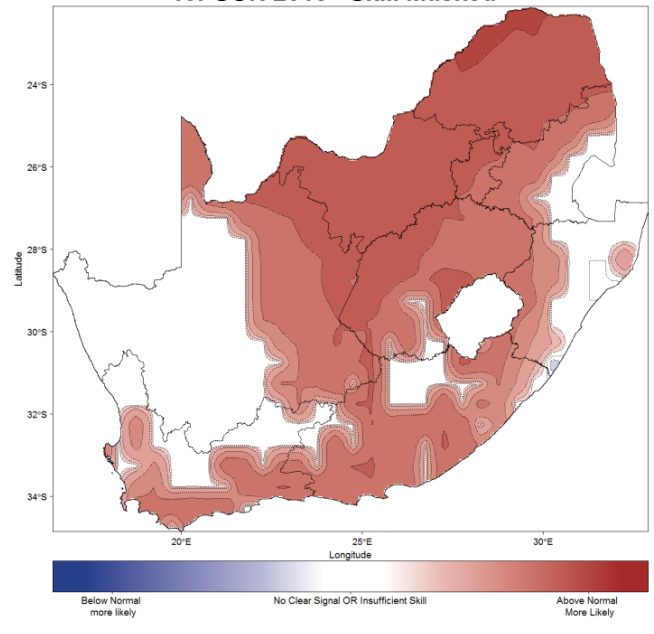 24°S
26°S
28°S
30°S
32°S
34°S
Latitude
20°E 25°E 30°E
Longitude
Below Normal more likely
No Clear Signal OR Insufficient Skill
Above Normal More Likely